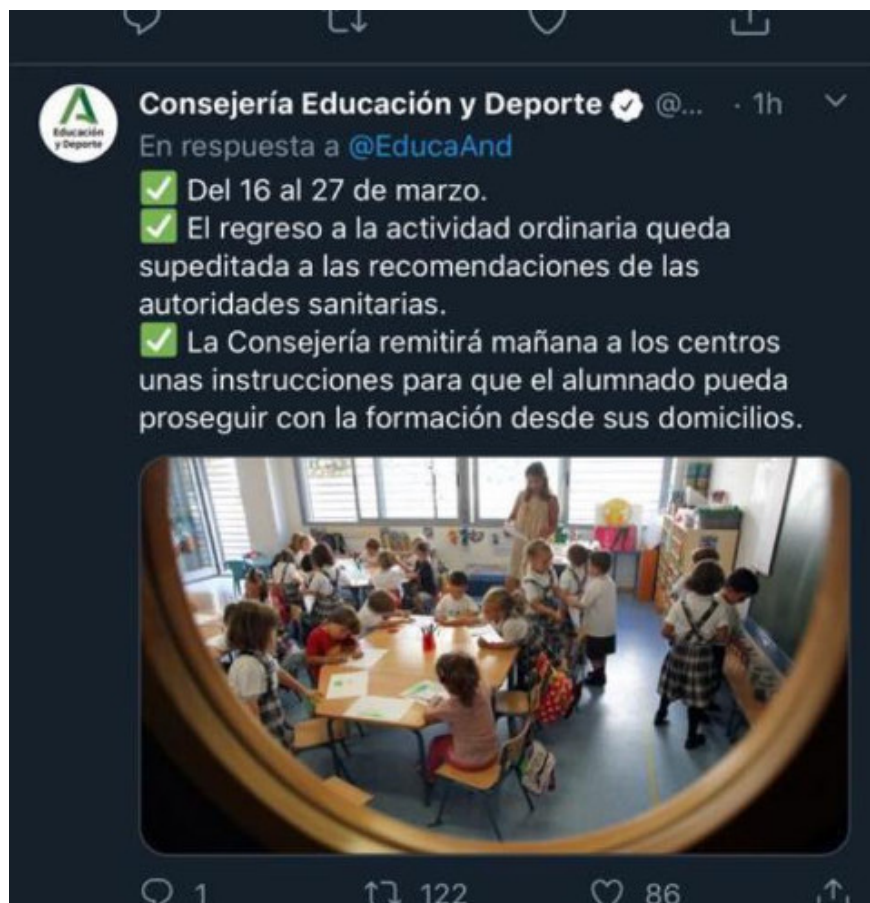 Educación
y Deporte
Consejería Educación y Deporte @... · 1h
En respuesta a @EducaAnd
✅ Del 16 al 27 de marzo.
✅ El regreso a la actividad ordinaria queda
supeditada a las recomendaciones de las
autoridades sanitarias.
✅ La Consejería remitirá mañana a los centros
unas instrucciones para que el alumnado pueda
proseguir con la formación desde sus domicilios.
1 122 86